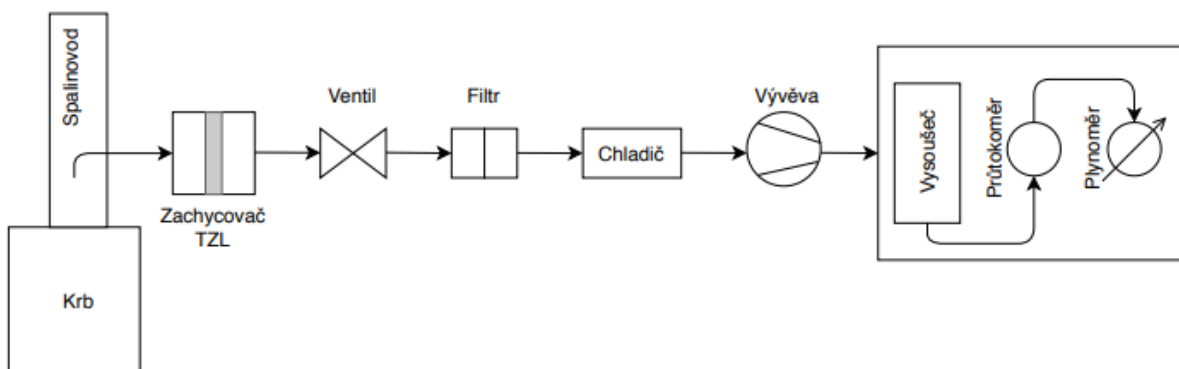 Spalinovod
Krb
Zachycovač
TZL
Ventil
Filtr
Chladič
Vývěva
Vysoušeč
Průtokoměr
Plynoměr